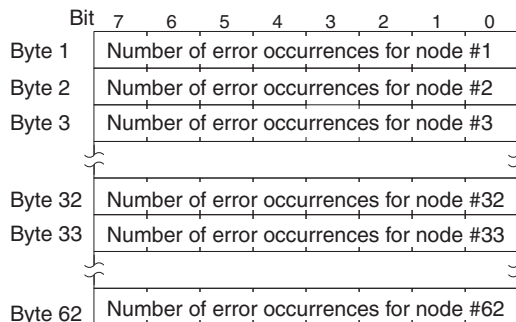 Bit 7 6 5 4 3 2 1 0
Byte 1 Number of error occurrences for node #1
Byte 2 Number of error occurrences for node #2
Byte 3 Number of error occurrences for node #3
Byte 32 Number of error occurrences for node #32
Byte 33 Number of error occurrences for node #33
Byte 62 Number of error occurrences for node #62